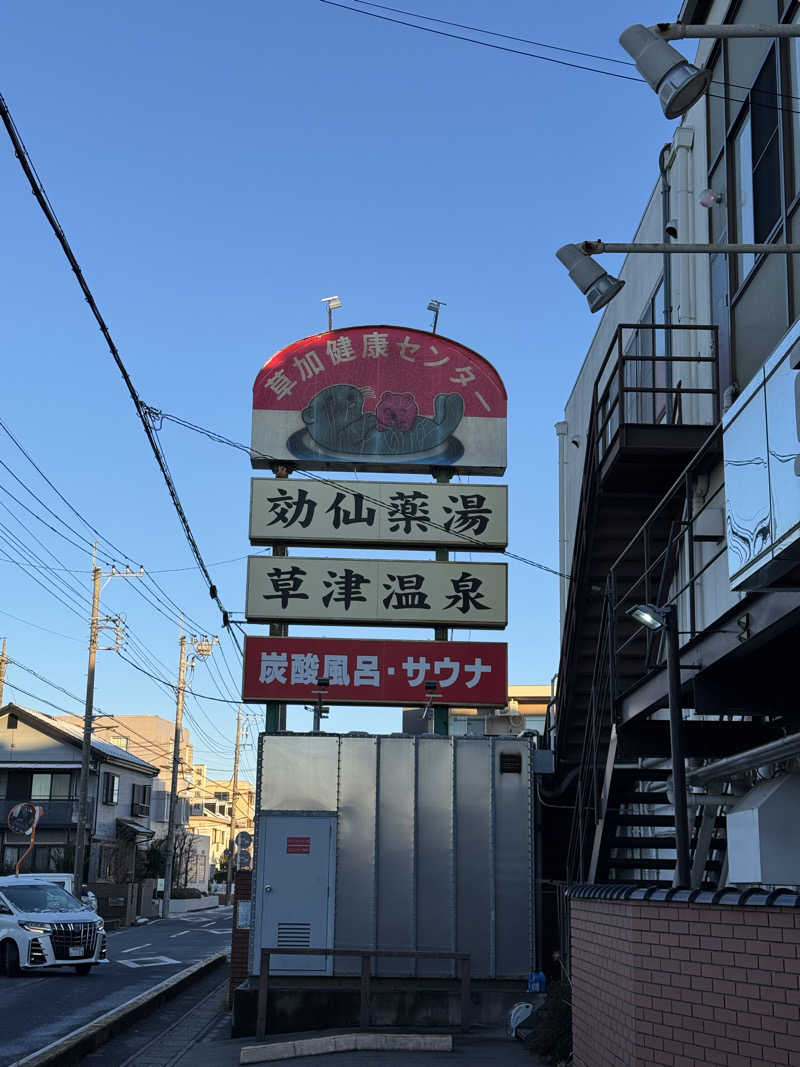 草加健康センター
効仙薬湯
草津温泉
炭酸風呂・サウナ